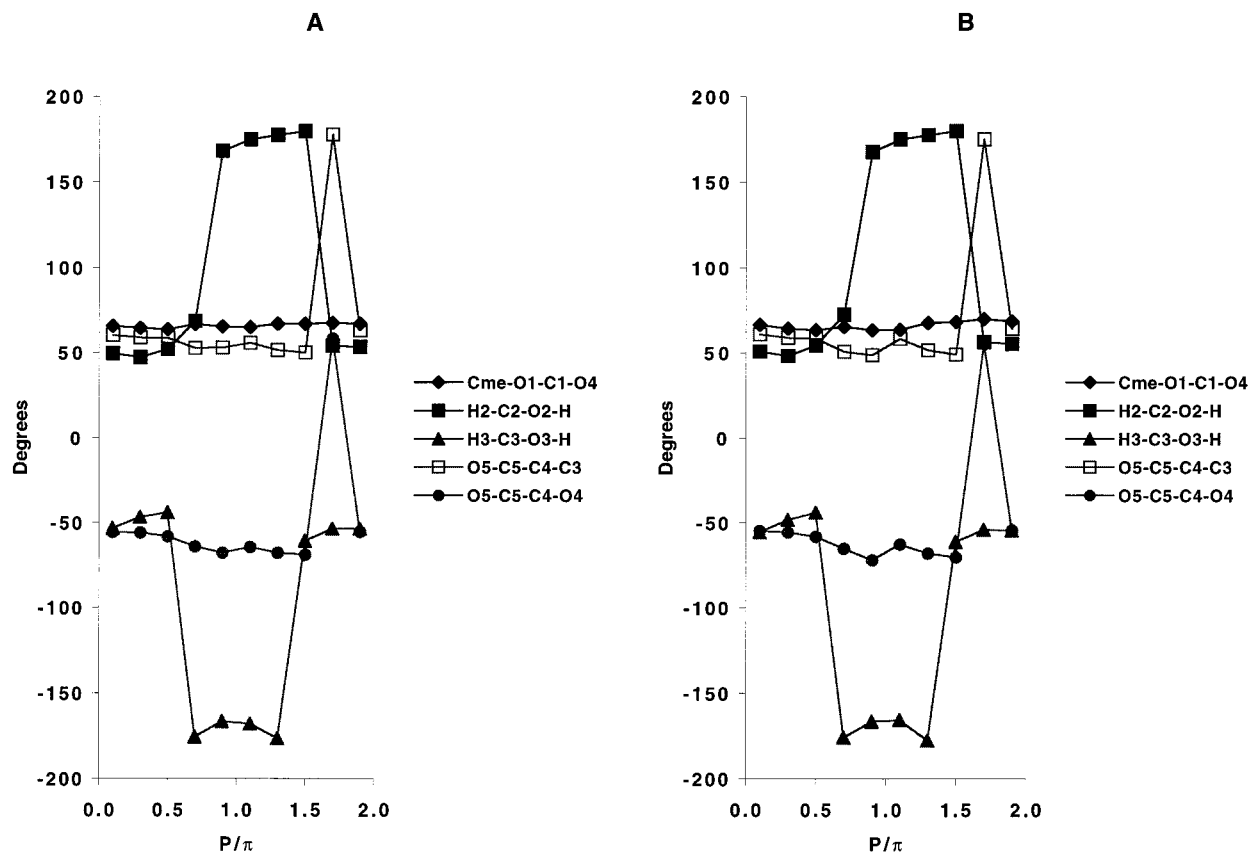 A
200
150
100
50
0
-50
-100
-150
-200
Degrees
0.0 0.5 1.0 1.5 2.0
P/π
Cme-O1-C1-O4
H2-C2-O2-H
H3-C3-O3-H
O5-C5-C4-C3
O5-C5-C4-O4
B
200
150
100
50
0
-50
-100
-150
-200
Degrees
0.0 0.5 1.0 1.5 2.0
P/π
Cme-O1-C1-O4
H2-C2-O2-H
H3-C3-O3-H
O5-C5-C4-C3
O5-C5-C4-O4